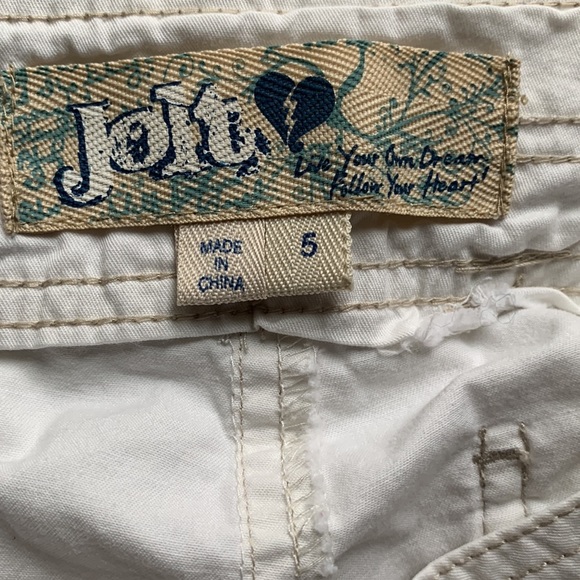 Jolt
Live Your Own Dream,
Follow Your Heart!
MADE
IN
CHINA
5